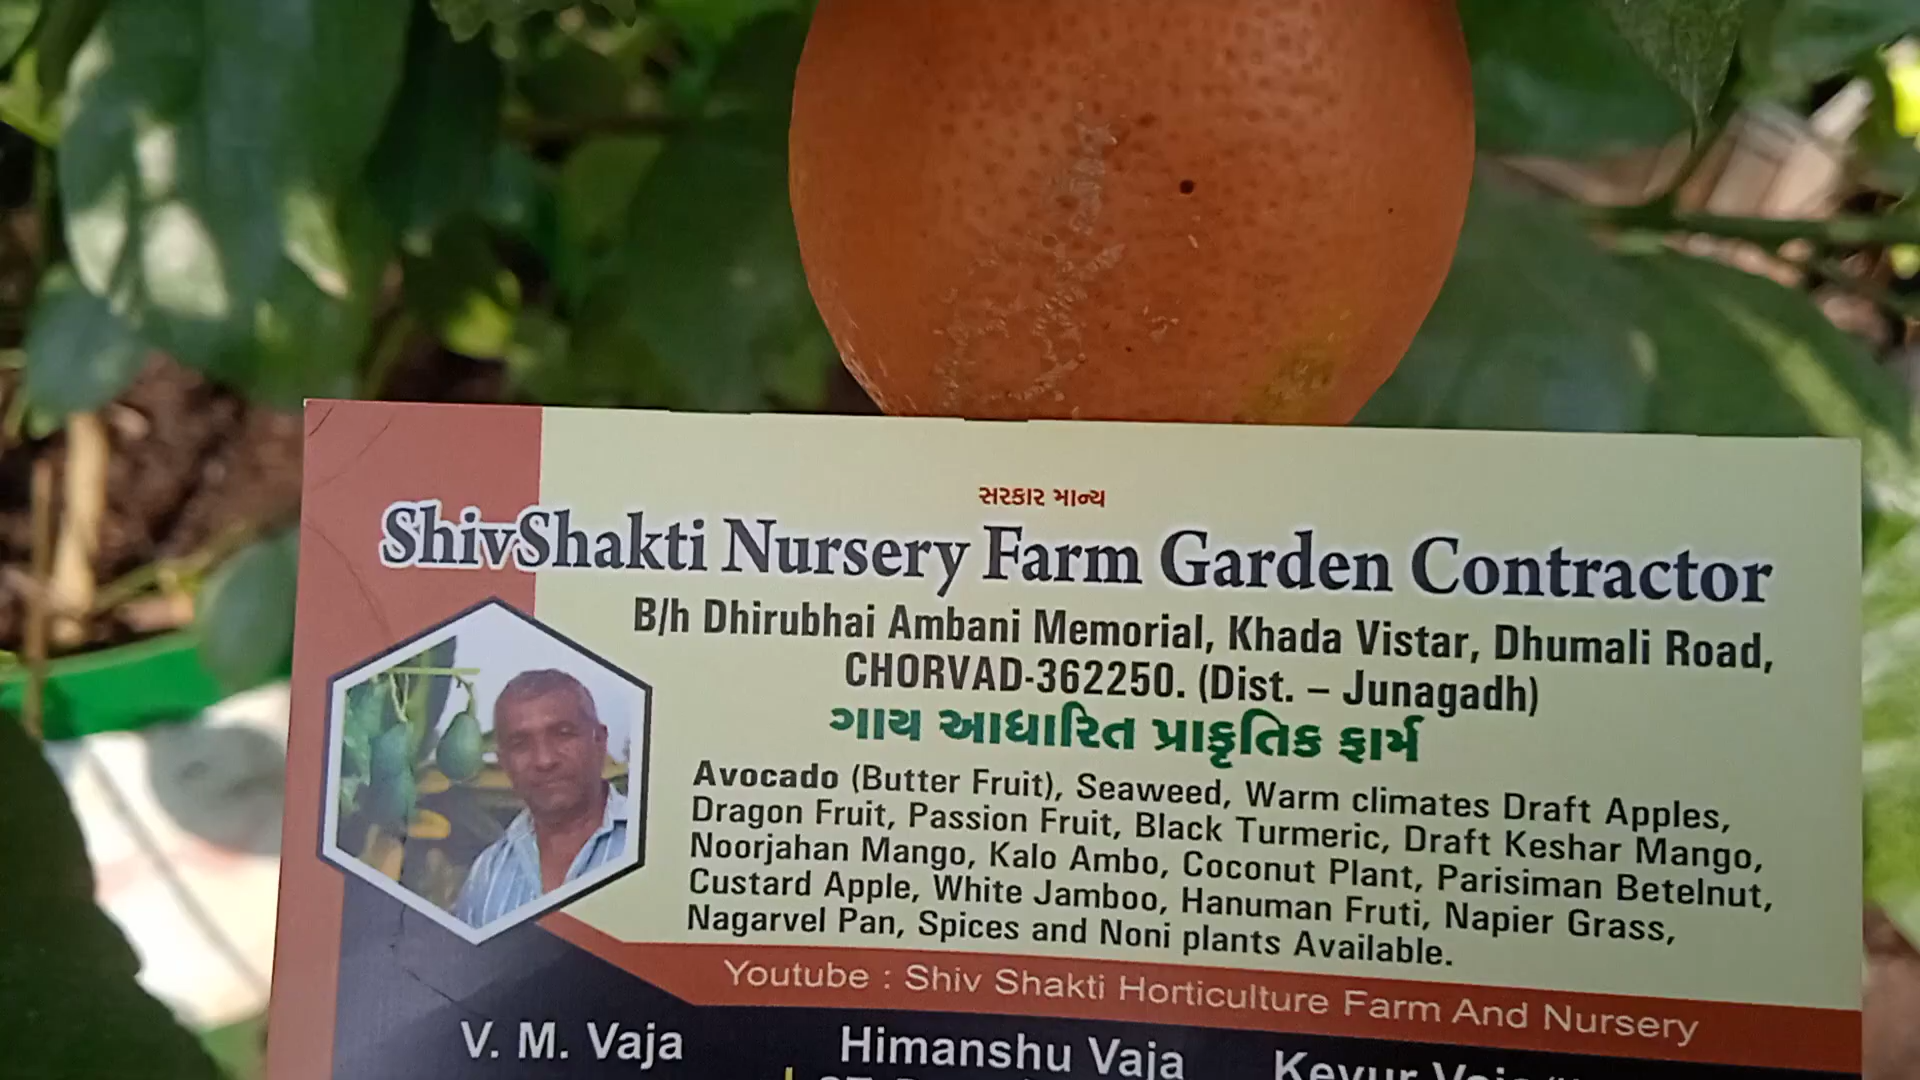 સરકાર માન્ય
ShivShakti Nursery Farm Garden Contractor
B/h Dhirubhai Ambani Memorial, Khada Vistar, Dhumali Road,
CHORVAD-362250. (Dist. – Junagadh)
ગાય આધારિત પ્રાકૃતિક ફાર્મ
Avocado (Butter Fruit), Seaweed, Warm climates Draft Apples,
Dragon Fruit, Passion Fruit, Black Turmeric, Draft Keshar Mango,
Noorjahan Mango, Kalo Ambo, Coconut Plant, Parisiman Betelnut,
Custard Apple, White Jamboo, Hanuman Fruti, Napier Grass,
Nagarvel Pan, Spices and Noni plants Available.
Youtube : Shiv Shakti Horticulture Farm And Nursery
V. M. Vaja
Himanshu Vaja
Keyur Vaja